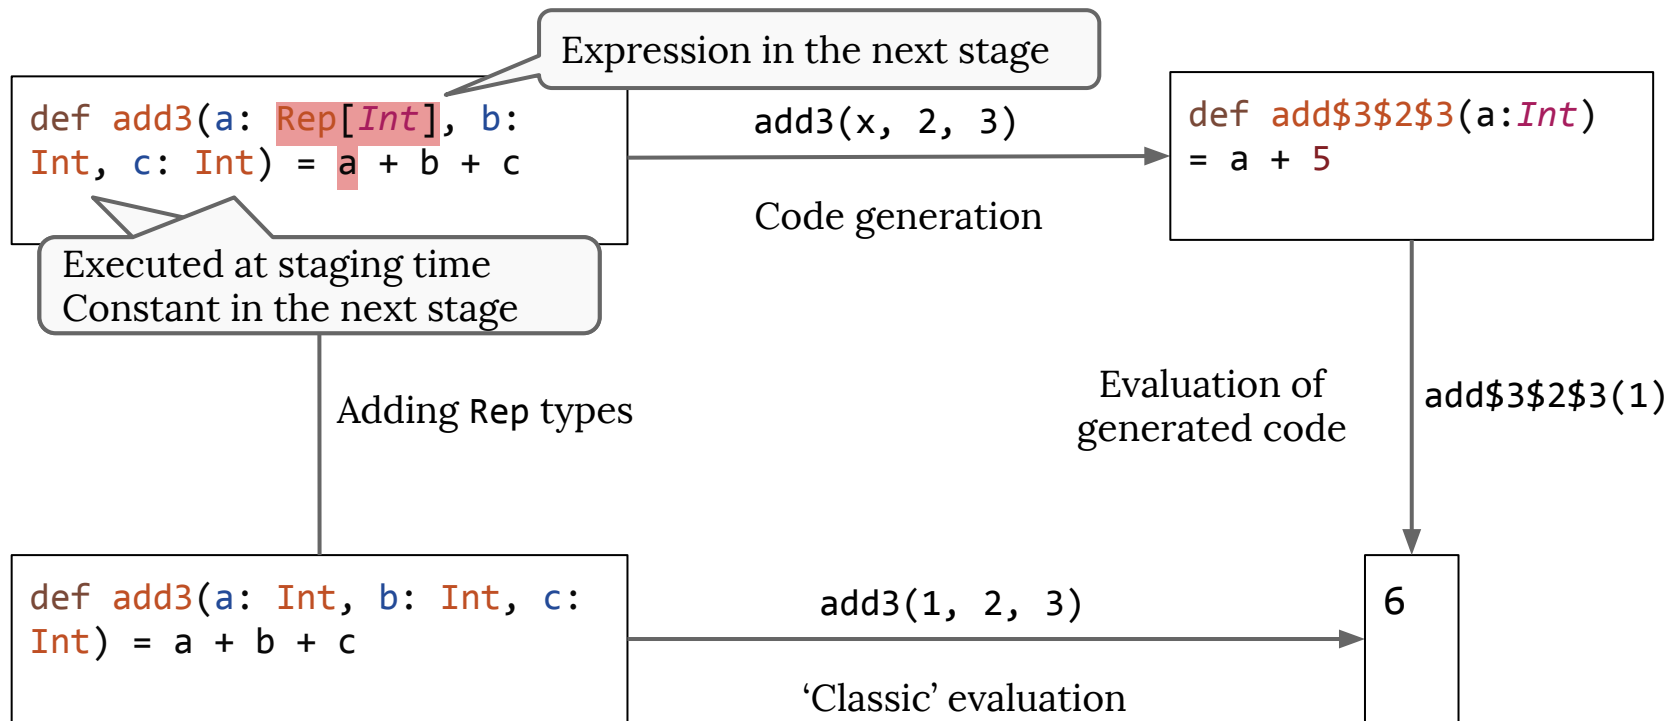 Expression in the next stage
def add3(a: Rep[Int], b:
Int, c: Int) = a + b + c
add3(x, 2, 3)
Code generation
def add$3$2$3(a:Int)
= a + 5
Executed at staging time
Constant in the next stage
Adding Rep types
Evaluation of
generated code
add$3$2$3(1)
def add3(a: Int, b: Int, c:
Int) = a + b + c
add3(1, 2, 3)
‘Classic’ evaluation
6